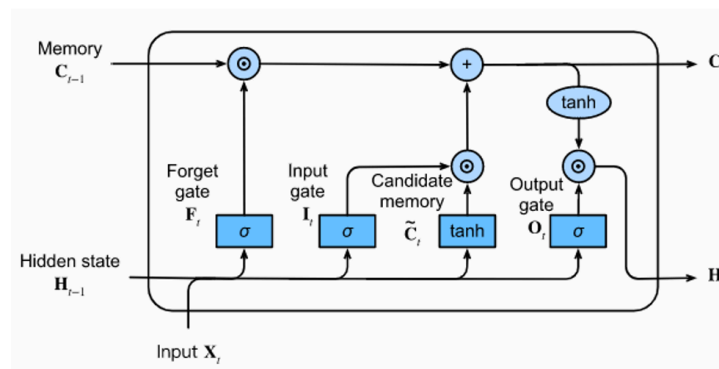 Memory
C_{t−1}
C
tanh
Forget
gate
F_t
Input
gate
I_t
Candidate
memory
C̃_t
Output
gate
O_t
σ
σ
tanh
σ
Hidden state
H_{t−1}
H
Input X_t